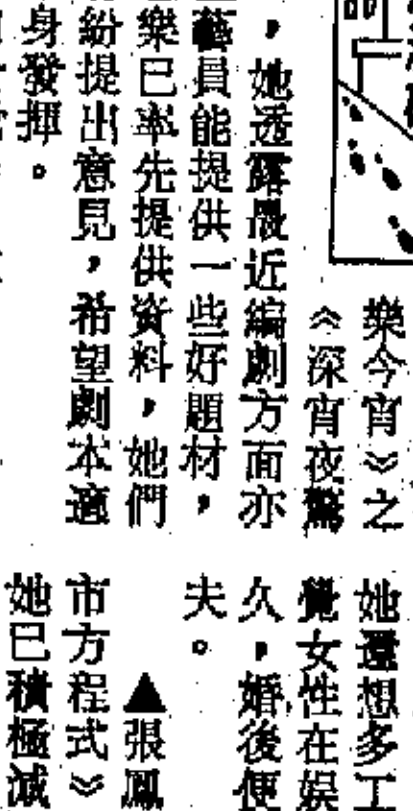 樂今宵》之
《深宵夜驚
,她透露最近編劇方面亦
藝員能提供一些好題材,
樂已率先提供資料,她們
紛提出意見,希望劇本適
身發揮。
她還想多工
覺女性在娛
久,婚後便
夫。
▲張鳳
市方程式》
她已積極減